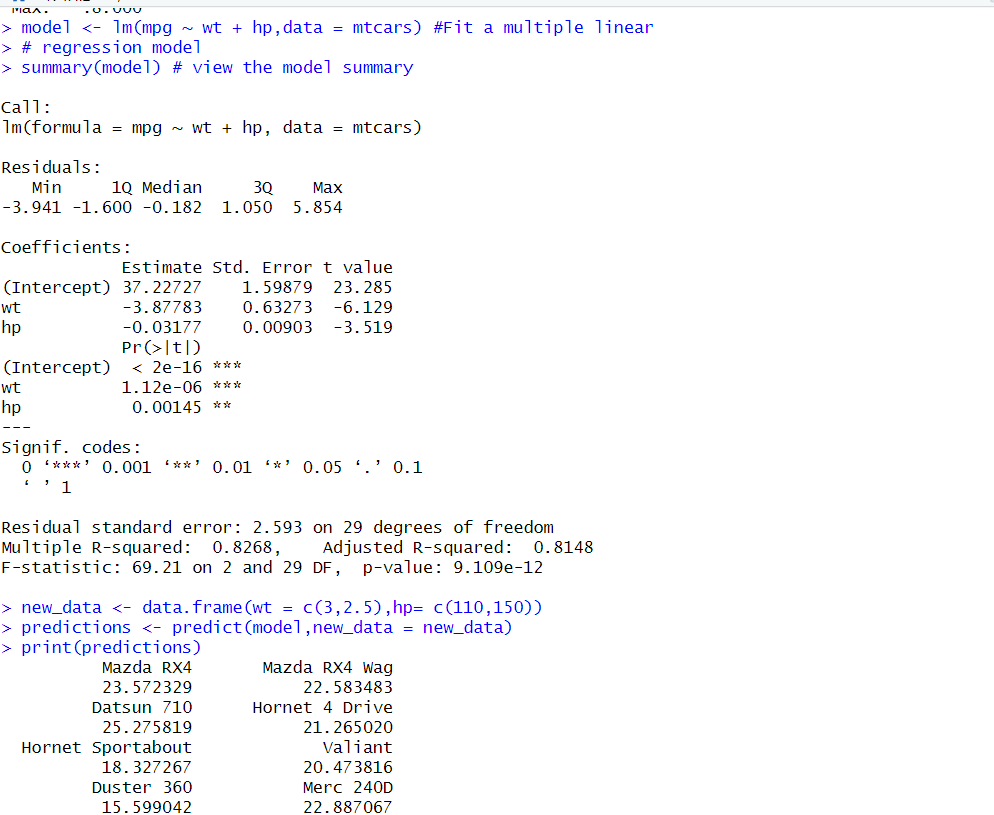 > model <- lm(mpg ~ wt + hp,data = mtcars) #Fit a multiple linear
> # regression model
> summary(model) # view the model summary
Call:
lm(formula = mpg ~ wt + hp, data = mtcars)
Residuals:
   Min     1Q Median     3Q    Max
-3.941 -1.600 -0.182  1.050  5.854
Coefficients:
            Estimate Std. Error t value
(Intercept) 37.22727    1.59879  23.285
wt          -3.87783    0.63273  -6.129
hp          -0.03177    0.00903  -3.519
            Pr(>|t|)
(Intercept)  < 2e-16 ***
wt          1.12e-06 ***
hp           0.00145 **
---
Signif. codes:
  0 ‘***’ 0.001 ‘**’ 0.01 ‘*’ 0.05 ‘.’ 0.1
  ‘ ’ 1
Residual standard error: 2.593 on 29 degrees of freedom
Multiple R-squared:  0.8268,    Adjusted R-squared:  0.8148
F-statistic: 69.21 on 2 and 29 DF,  p-value: 9.109e-12
> new_data <- data.frame(wt = c(3,2.5),hp= c(110,150))
> predictions <- predict(model,new_data = new_data)
> print(predictions)
          Mazda RX4       Mazda RX4 Wag
          23.572329           22.583483
         Datsun 710      Hornet 4 Drive
          25.275819           21.265020
  Hornet Sportabout             Valiant
          18.327267           20.473816
         Duster 360           Merc 240D
          15.599042           22.887067